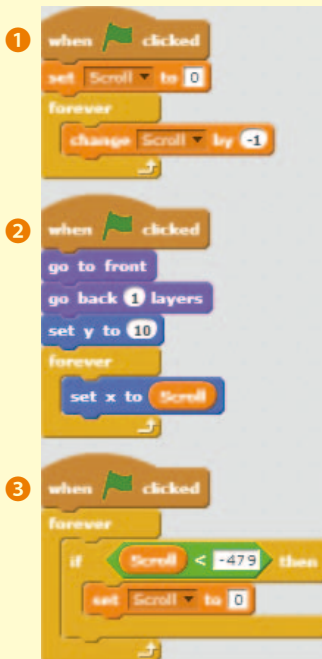 1
when clicked
set Scroll to 0
forever
change Scroll by -1
2
when clicked
go to front
go back 1 layers
set y to 10
forever
set x to Scroll
3
when clicked
forever
if Scroll < -479 then
set Scroll to 0